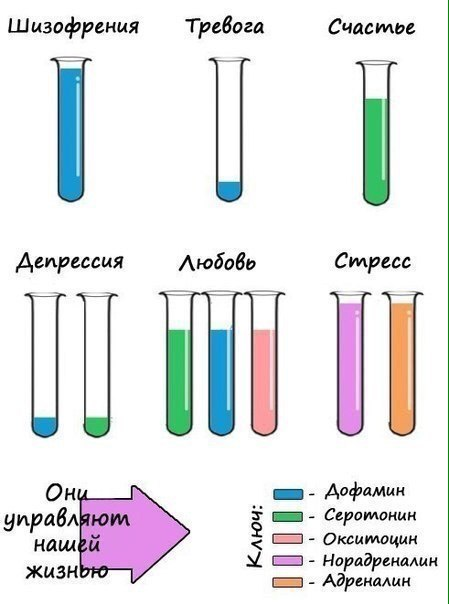 Шизофрения
Тревога
Счастье
Депрессия
Любовь
Стресс
Они
управляют
нашей
жизнью
Ключ:
- Дофамин
- Серотонин
- Окситоцин
- Норадреналин
- Адреналин